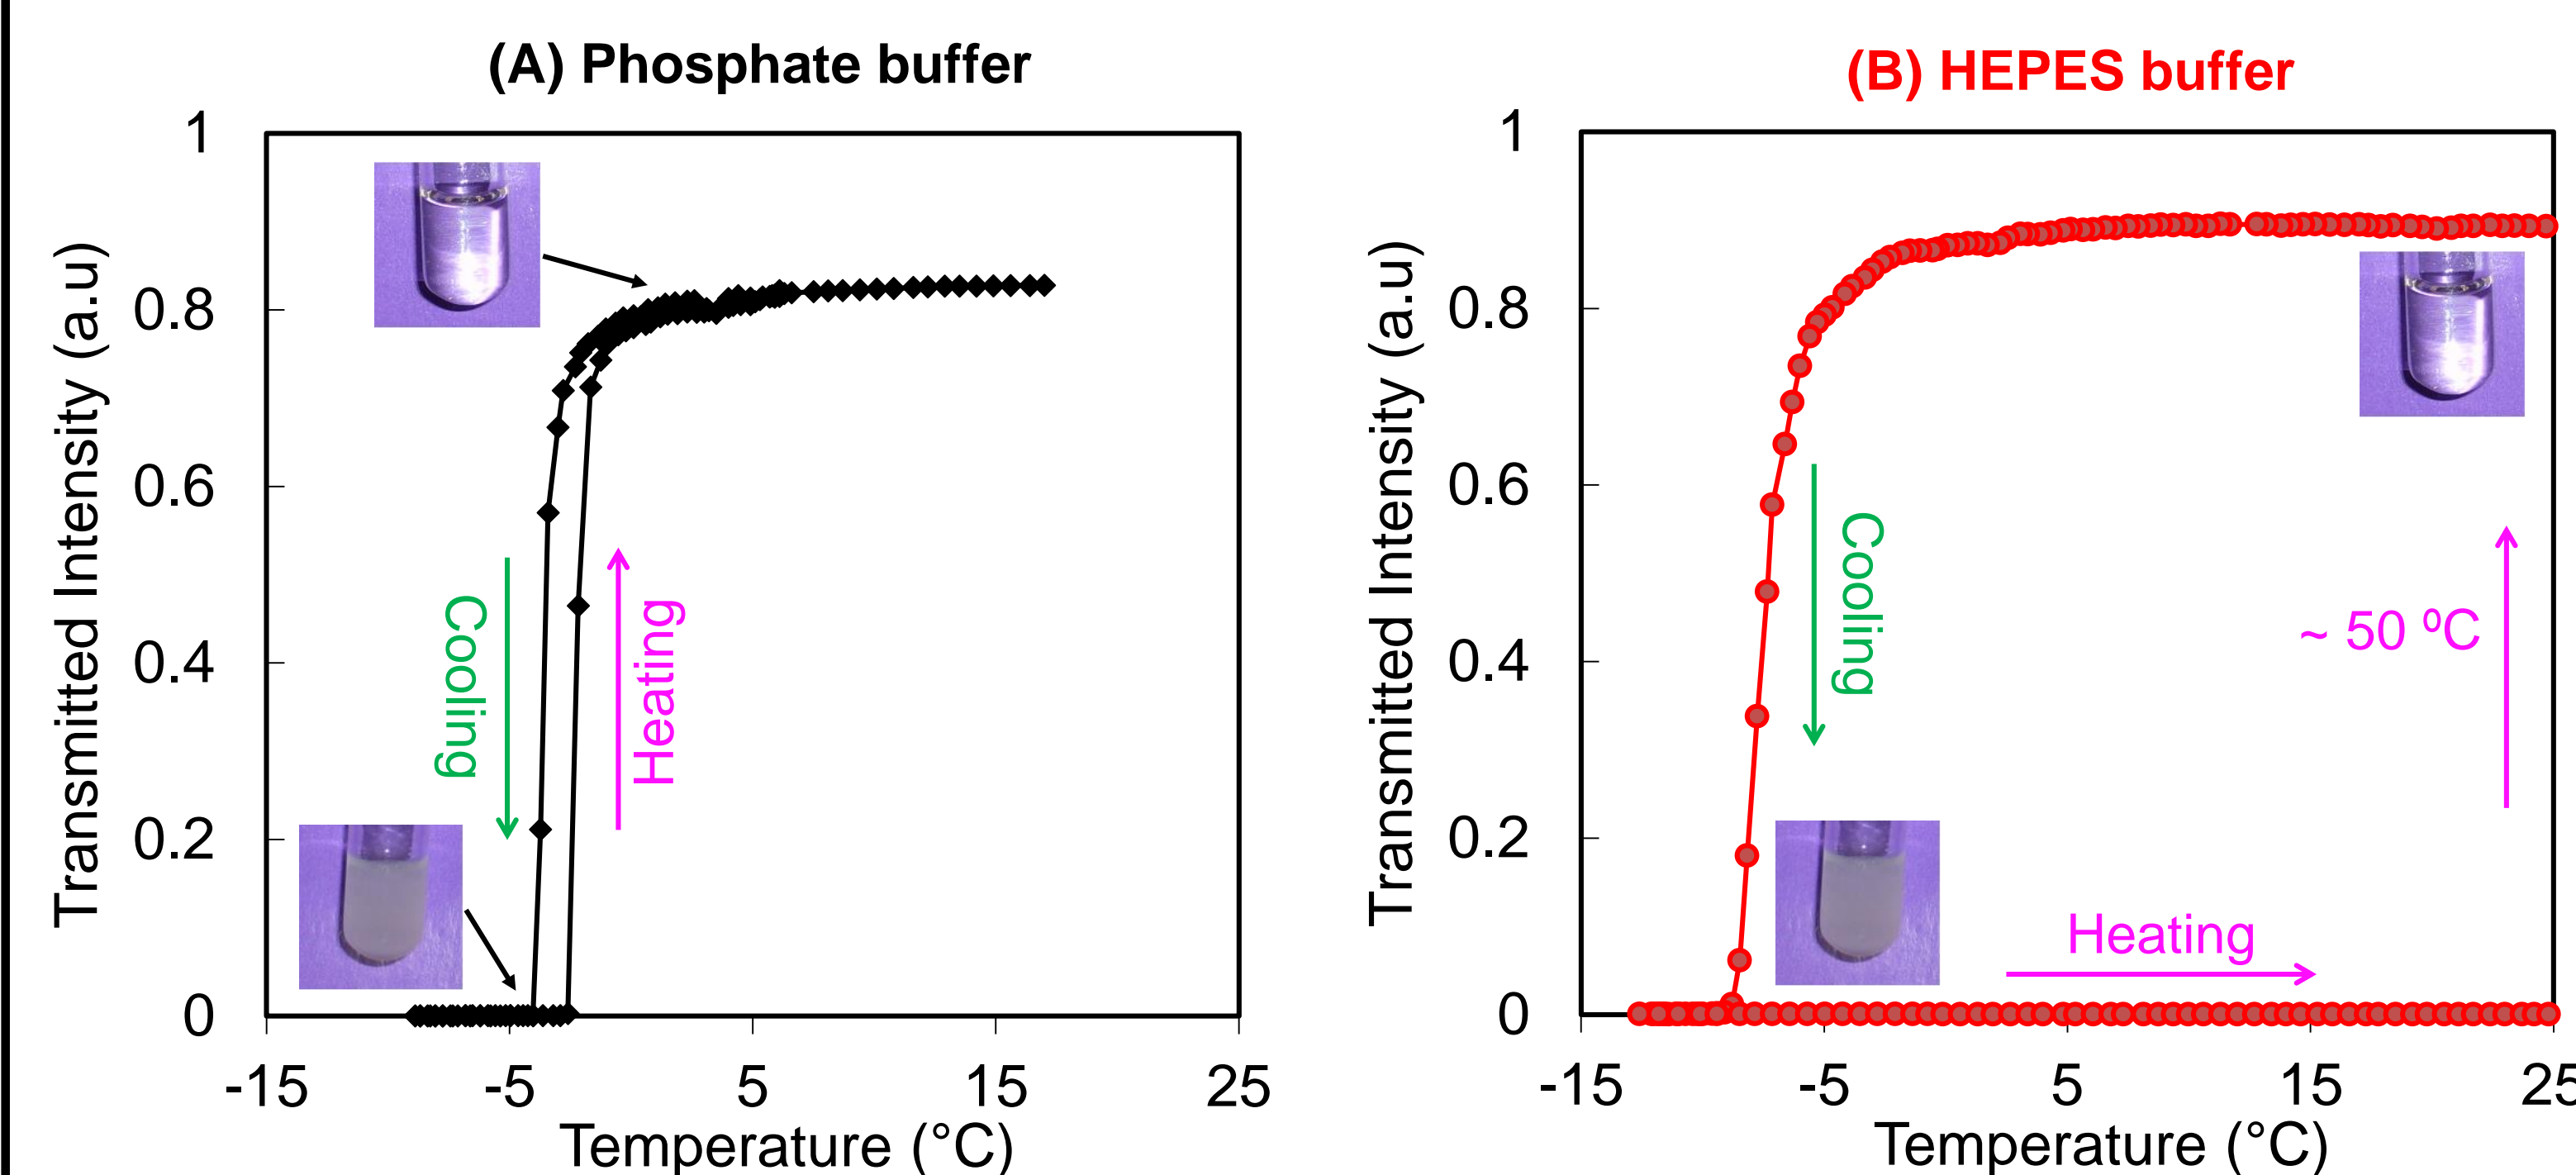 (A) Phosphate buffer
1
0.8
0.6
0.4
0.2
0
Transmitted Intensity (a.u)
Cooling
Heating
-15 -5 5 15 25
Temperature (°C)
(B) HEPES buffer
1
0.8
0.6
0.4
0.2
0
Transmitted Intensity (a.u)
Cooling
~ 50 ºC
Heating
-15 -5 5 15 25
Temperature (°C)